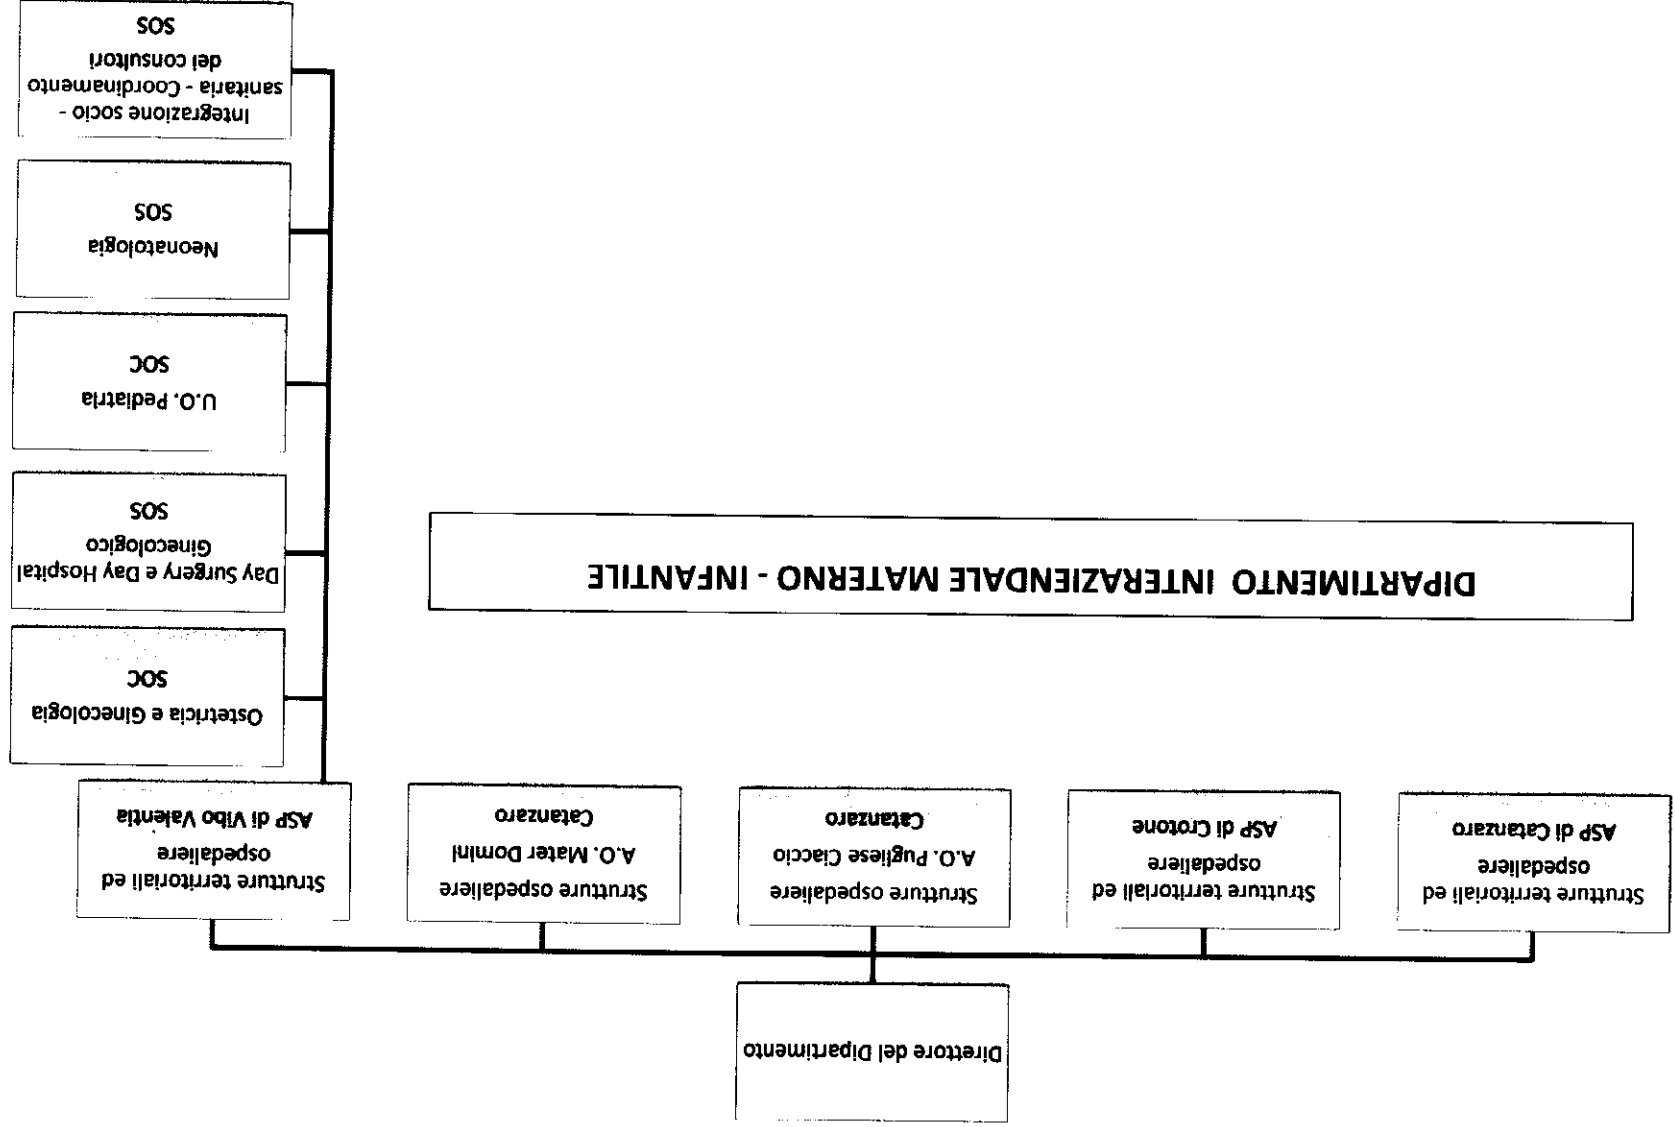 Direttore del Dipartimento
Strutture territoriali ed
ospedaliere
ASP di Catanzaro
Strutture territoriali ed
ospedaliere
ASP di Crotone
Strutture ospedaliere
A.O. Pugliese Ciaccio
Catanzaro
Strutture ospedaliere
A.O. Mater Domini
Catanzaro
Strutture territoriali ed
ospedaliere
ASP di Vibo Valentia
Ostetricia e Ginecologia
SOC
DIPARTIMENTO INTERAZIENDALE MATERNO - INFANTILE
Day Surgery e Day Hospital
Ginecologico
SOS
U.O. Pediatria
SOC
Neonatologia
SOS
Integrazione socio -
sanitaria - Coordinamento
dei consultori
SOS